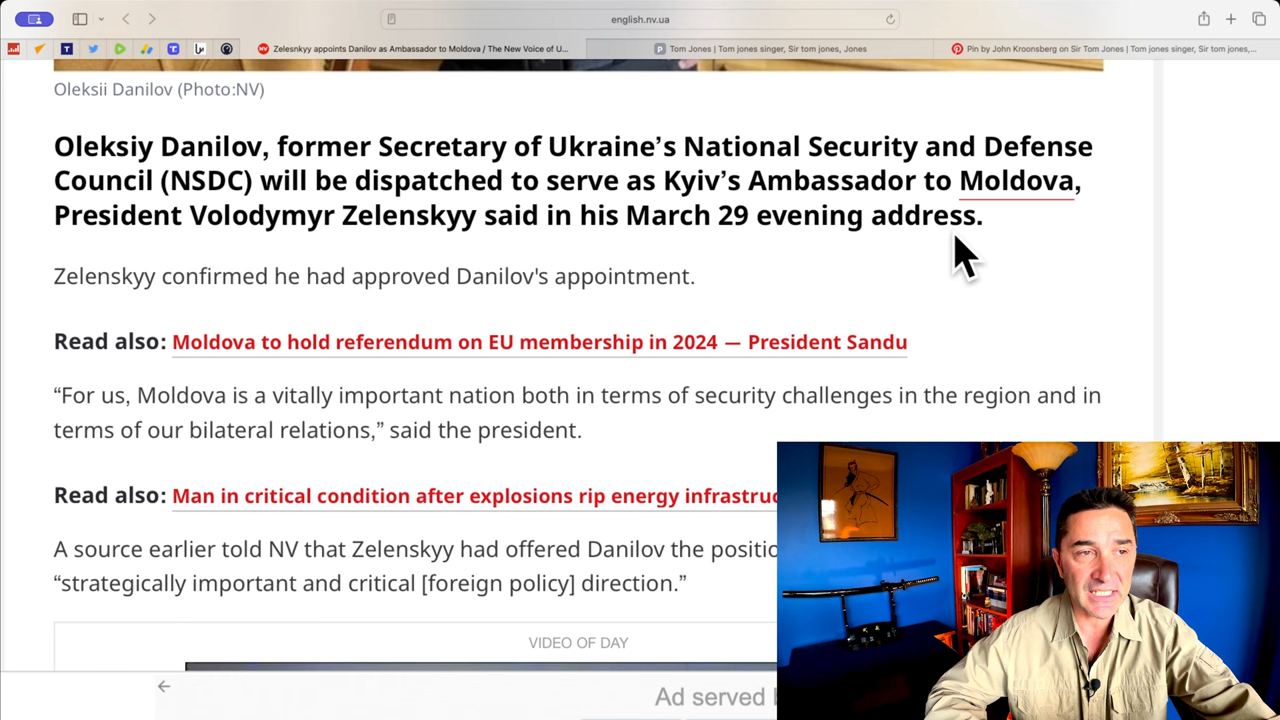 english.nv.ua
Zelesnkyy appoints Danilov as Ambassador to Moldova / The New Voice of U...
Tom Jones | Tom jones singer, Sir tom jones, Jones
Pin by John Kroonsberg on Sir Tom Jones | Tom jones singer, Sir tom jones,...
Oleksii Danilov (Photo:NV)
Oleksiy Danilov, former Secretary of Ukraine’s National Security and Defense
Council (NSDC) will be dispatched to serve as Kyiv’s Ambassador to Moldova,
President Volodymyr Zelenskyy said in his March 29 evening address.
Zelenskyy confirmed he had approved Danilov's appointment.
Read also: Moldova to hold referendum on EU membership in 2024 — President Sandu
“For us, Moldova is a vitally important nation both in terms of security challenges in the region and in
terms of our bilateral relations,” said the president.
Read also: Man in critical condition after explosions rip energy
A source earlier told NV that Zelenskyy had offered Danilov the
“strategically important and critical [foreign policy] direction.”
VIDEO OF DAY
Ad served